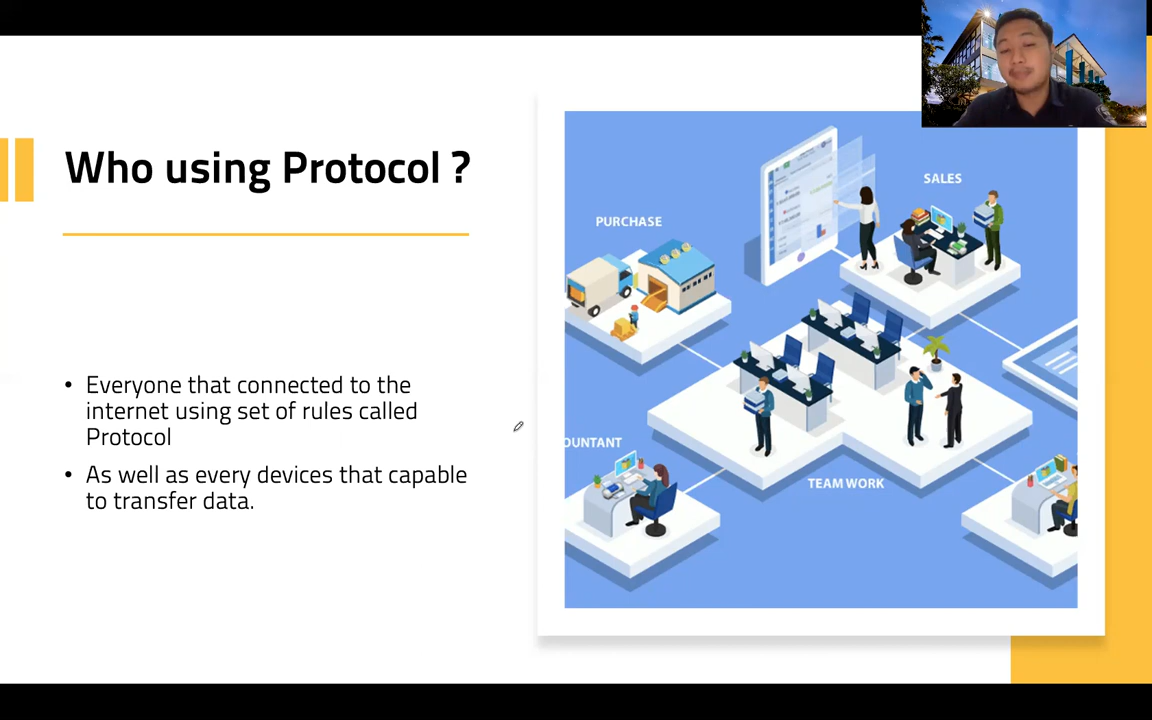 Who using Protocol ?
• Everyone that connected to the
internet using set of rules called
Protocol
• As well as every devices that capable
to transfer data.
PURCHASE
SALES
OUNTANT
TEAM WORK